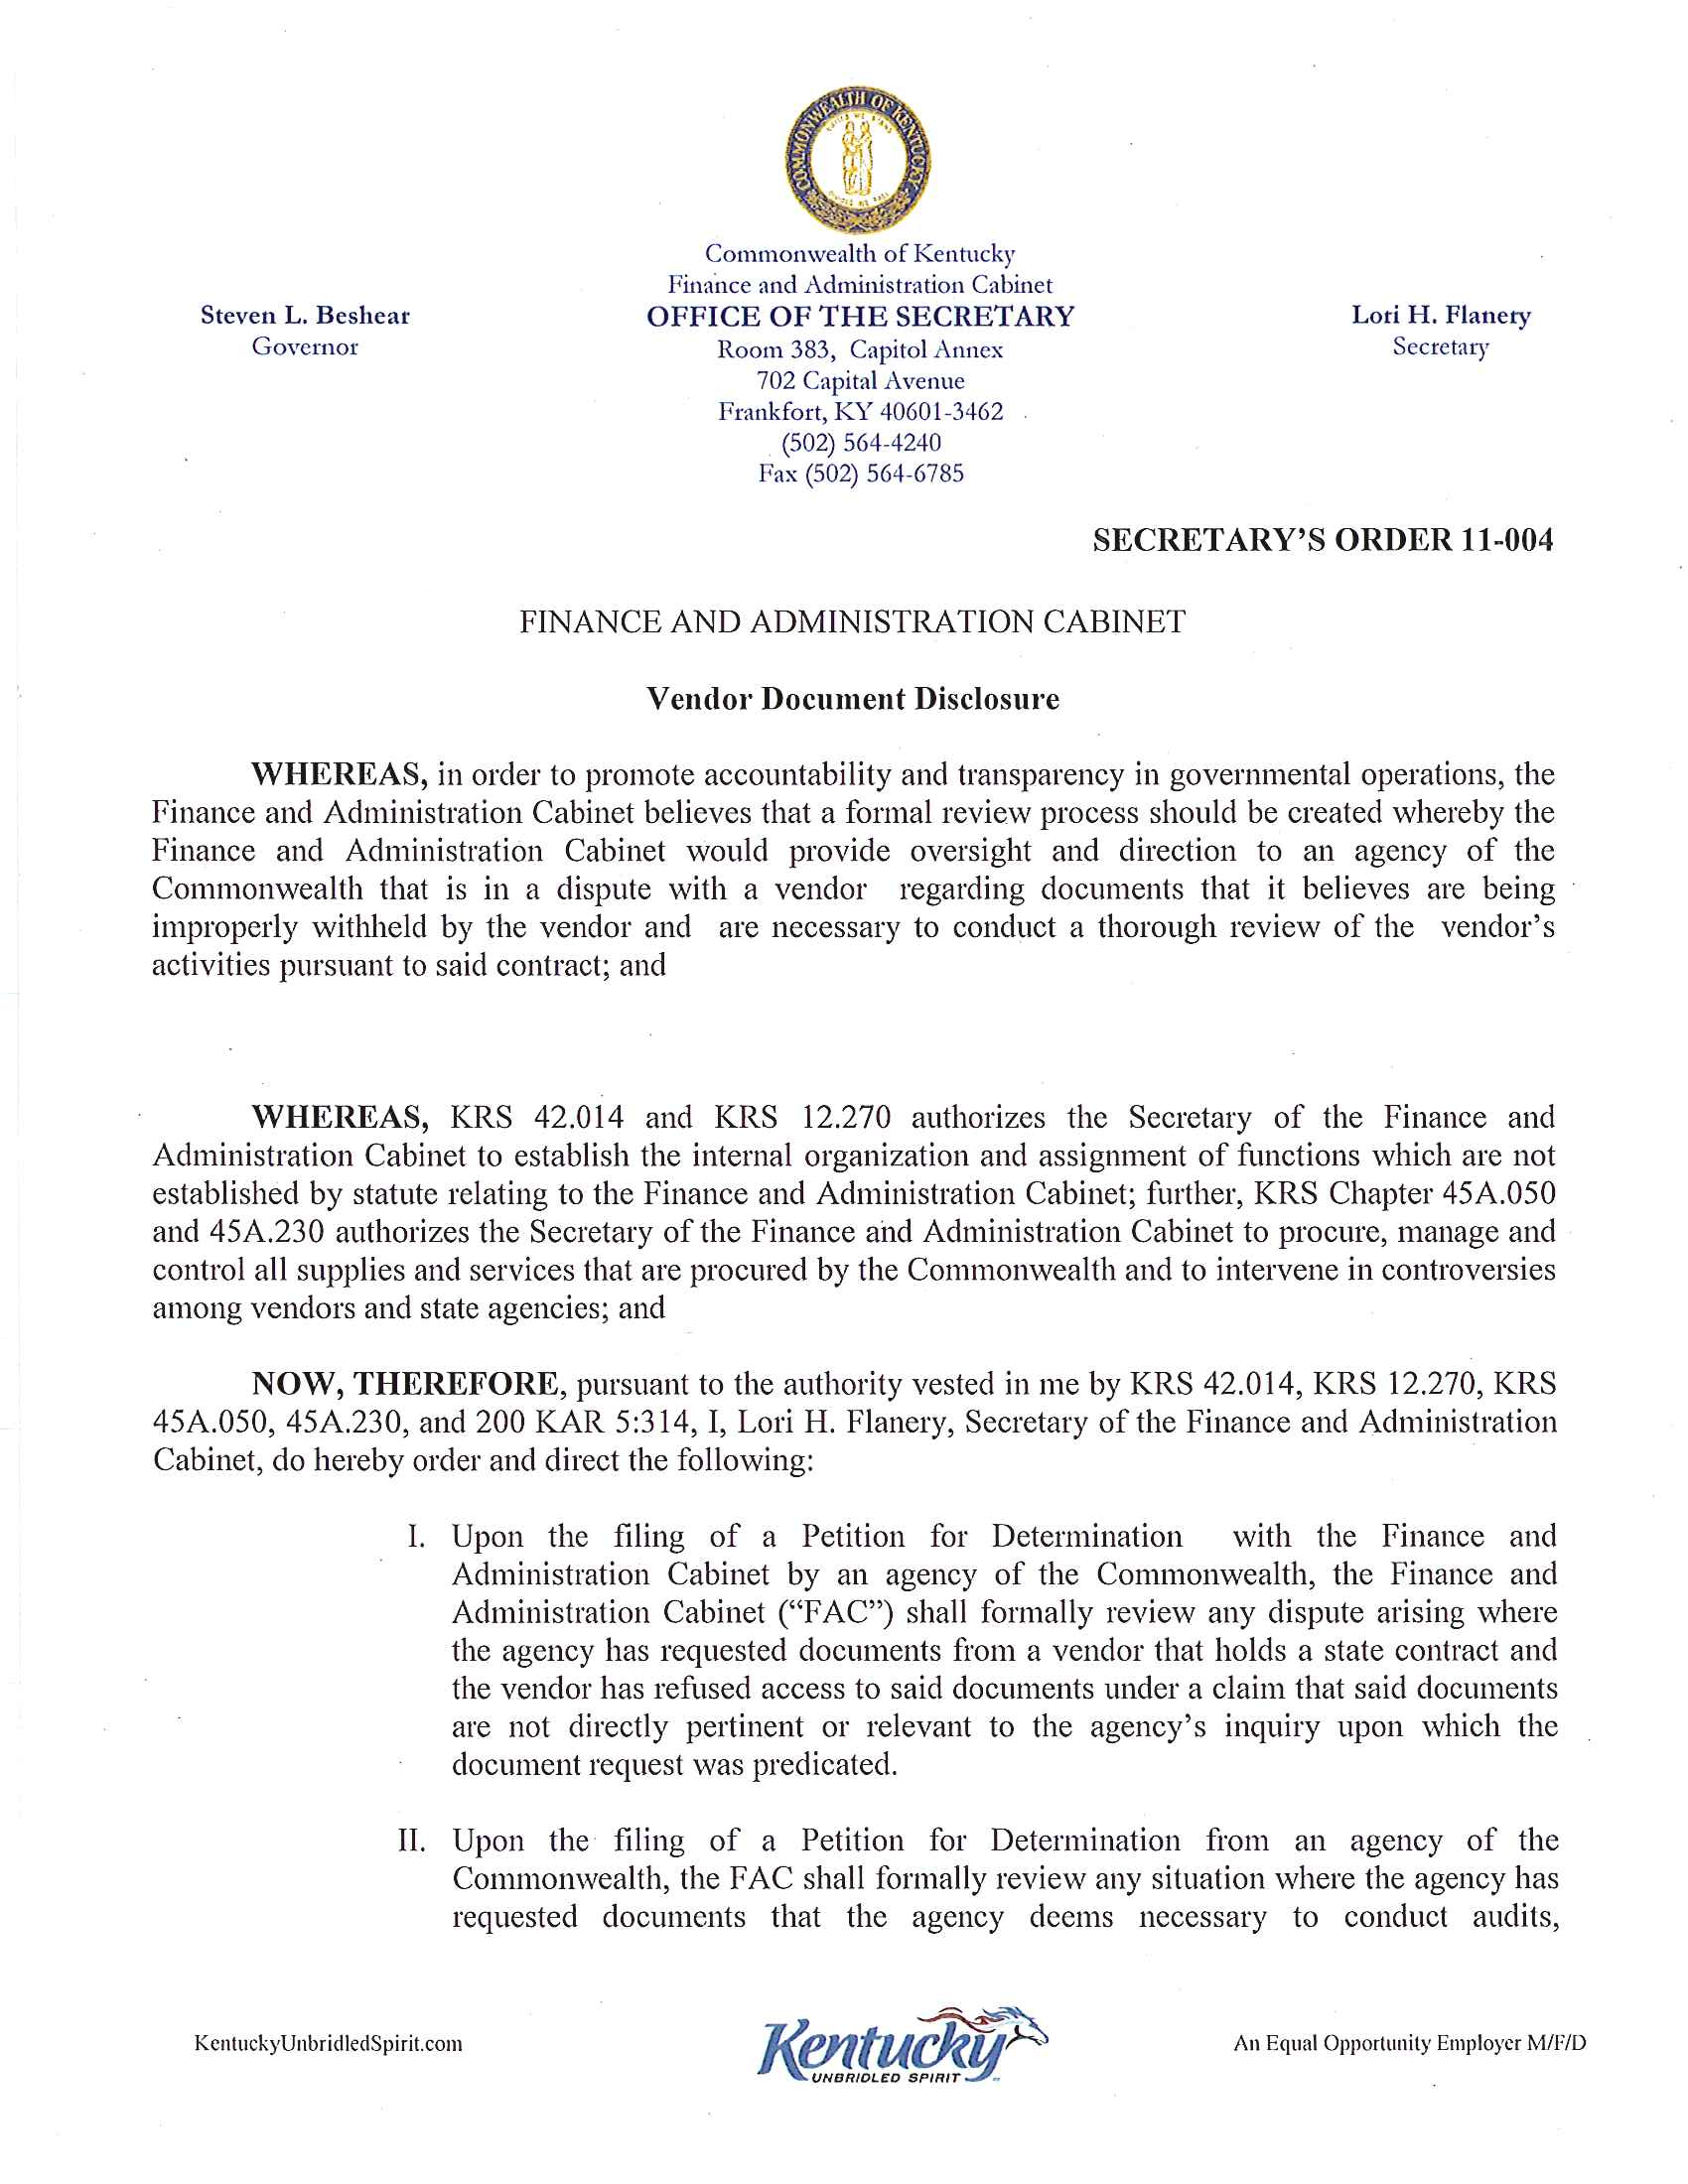 COMMONWEALTH OF KENTUCKY
Commonwealth of Kentucky
Finance and Administration Cabinet
Steven L. Beshear OFFICE OF THE SECRETARY Lori H. Flanery
Governor Room 383, Capitol Annex Secretary
702 Capital Avenue
Frankfort, KY 40601-3462
(502) 564-4240
Fax (502) 564-6785
SECRETARY'S ORDER 11-004
FINANCE AND ADMINISTRATION CABINET
Vendor Document Disclosure
WHEREAS, in order to promote accountability and transparency in governmental operations, the
Finance and Administration Cabinet believes that a formal review process should be created whereby the
Finance and Administration Cabinet would provide oversight and direction to an agency of the
Commonwealth that is in a dispute with a vendor regarding documents that it believes are being
improperly withheld by the vendor and are necessary to conduct a thorough review of the vendor's
activities pursuant to said contract; and
WHEREAS, KRS 42.014 and KRS 12.270 authorizes the Secretary of the Finance and
Administration Cabinet to establish the internal organization and assignment of functions which are not
established by statute relating to the Finance and Administration Cabinet; further, KRS Chapter 45A.050
and 45A.230 authorizes the Secretary of the Finance and Administration Cabinet to procure, manage and
control all supplies and services that are procured by the Commonwealth and to intervene in controversies
among vendors and state agencies; and
NOW, THEREFORE, pursuant to the authority vested in me by KRS 42.014, KRS 12.270, KRS
45A.050, 45A.230, and 200 KAR 5:314, I, Lori H. Flanery, Secretary of the Finance and Administration
Cabinet, do hereby order and direct the following:
I. Upon the filing of a Petition for Determination with the Finance and
Administration Cabinet by an agency of the Commonwealth, the Finance and
Administration Cabinet ("FAC") shall formally review any dispute arising where
the agency has requested documents from a vendor that holds a state contract and
the vendor has refused access to said documents under a claim that said documents
are not directly pertinent or relevant to the agency's inquiry upon which the
document request was predicated.
II. Upon the filing of a Petition for Determination from an agency of the
Commonwealth, the FAC shall formally review any situation where the agency has
requested documents that the agency deems necessary to conduct audits,
KentuckyUnbridledSpirit.com Kentucky An Equal Opportunity Employer M/F/D
UNBRIDLED SPIRIT